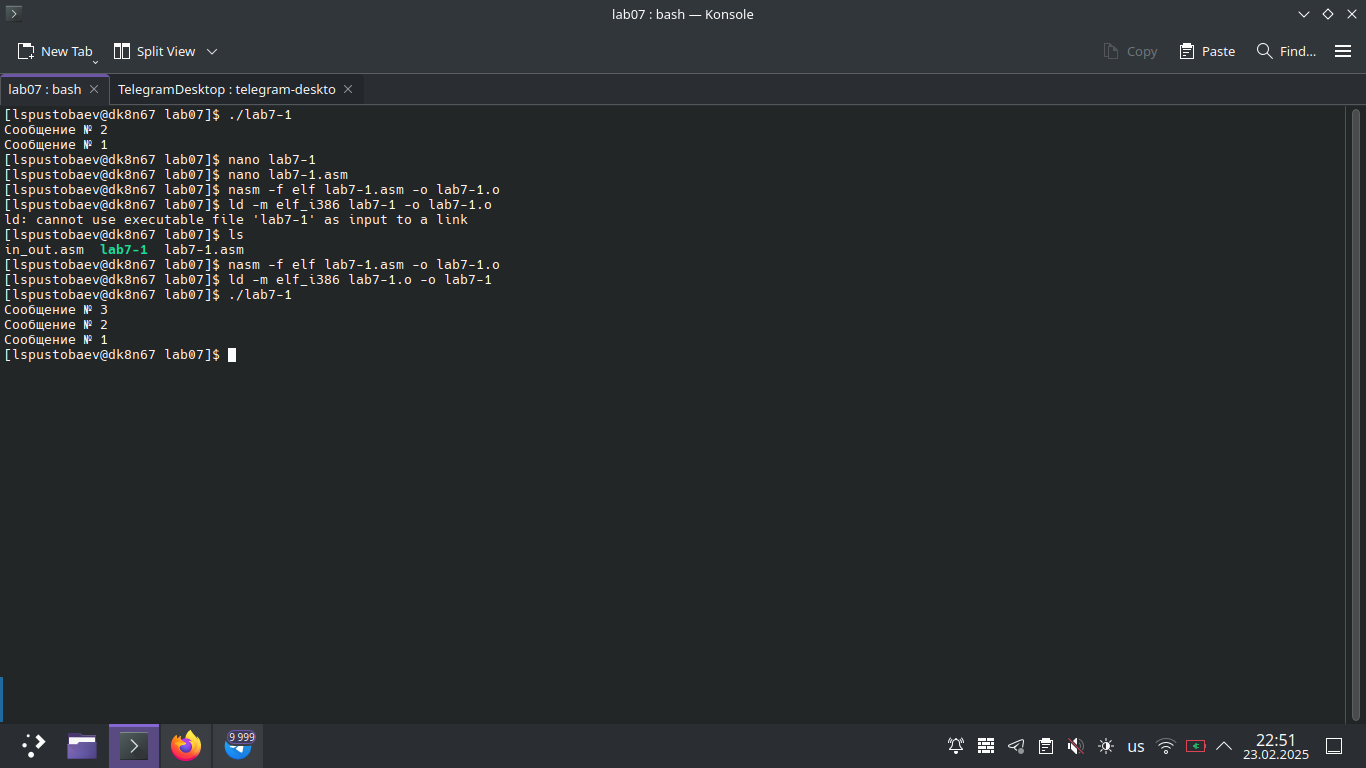 lab07 : bash — Konsole
New Tab
Split View
Copy
Paste
Find...
lab07 : bash
TelegramDesktop : telegram-deskto
[lspustobaev@dk8n67 lab07]$ ./lab7-1
Сообщение № 2
Сообщение № 1
[lspustobaev@dk8n67 lab07]$ nano lab7-1
[lspustobaev@dk8n67 lab07]$ nano lab7-1.asm
[lspustobaev@dk8n67 lab07]$ nasm -f elf lab7-1.asm -o lab7-1.o
[lspustobaev@dk8n67 lab07]$ ld -m elf_i386 lab7-1 -o lab7-1.o
ld: cannot use executable file 'lab7-1' as input to a link
[lspustobaev@dk8n67 lab07]$ ls
in_out.asm  lab7-1  lab7-1.asm
[lspustobaev@dk8n67 lab07]$ nasm -f elf lab7-1.asm -o lab7-1.o
[lspustobaev@dk8n67 lab07]$ ld -m elf_i386 lab7-1.o -o lab7-1
[lspustobaev@dk8n67 lab07]$ ./lab7-1
Сообщение № 3
Сообщение № 2
Сообщение № 1
[lspustobaev@dk8n67 lab07]$
9 999
us
22:51
23.02.2025